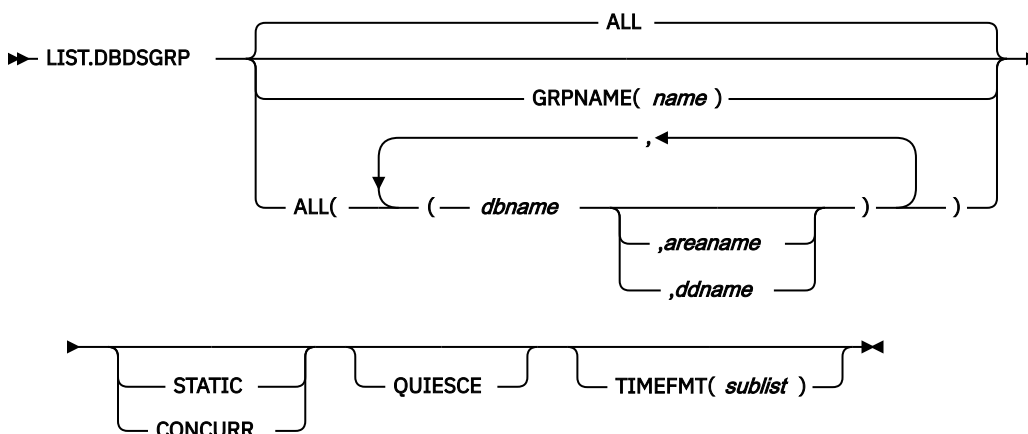 ALL
LIST.DBDSGRP
GRPNAME( name )
,
ALL( ( dbname ) )
,areaname
,ddname
STATIC QUIESCE TIMEFMT( sublist )
CONCURR